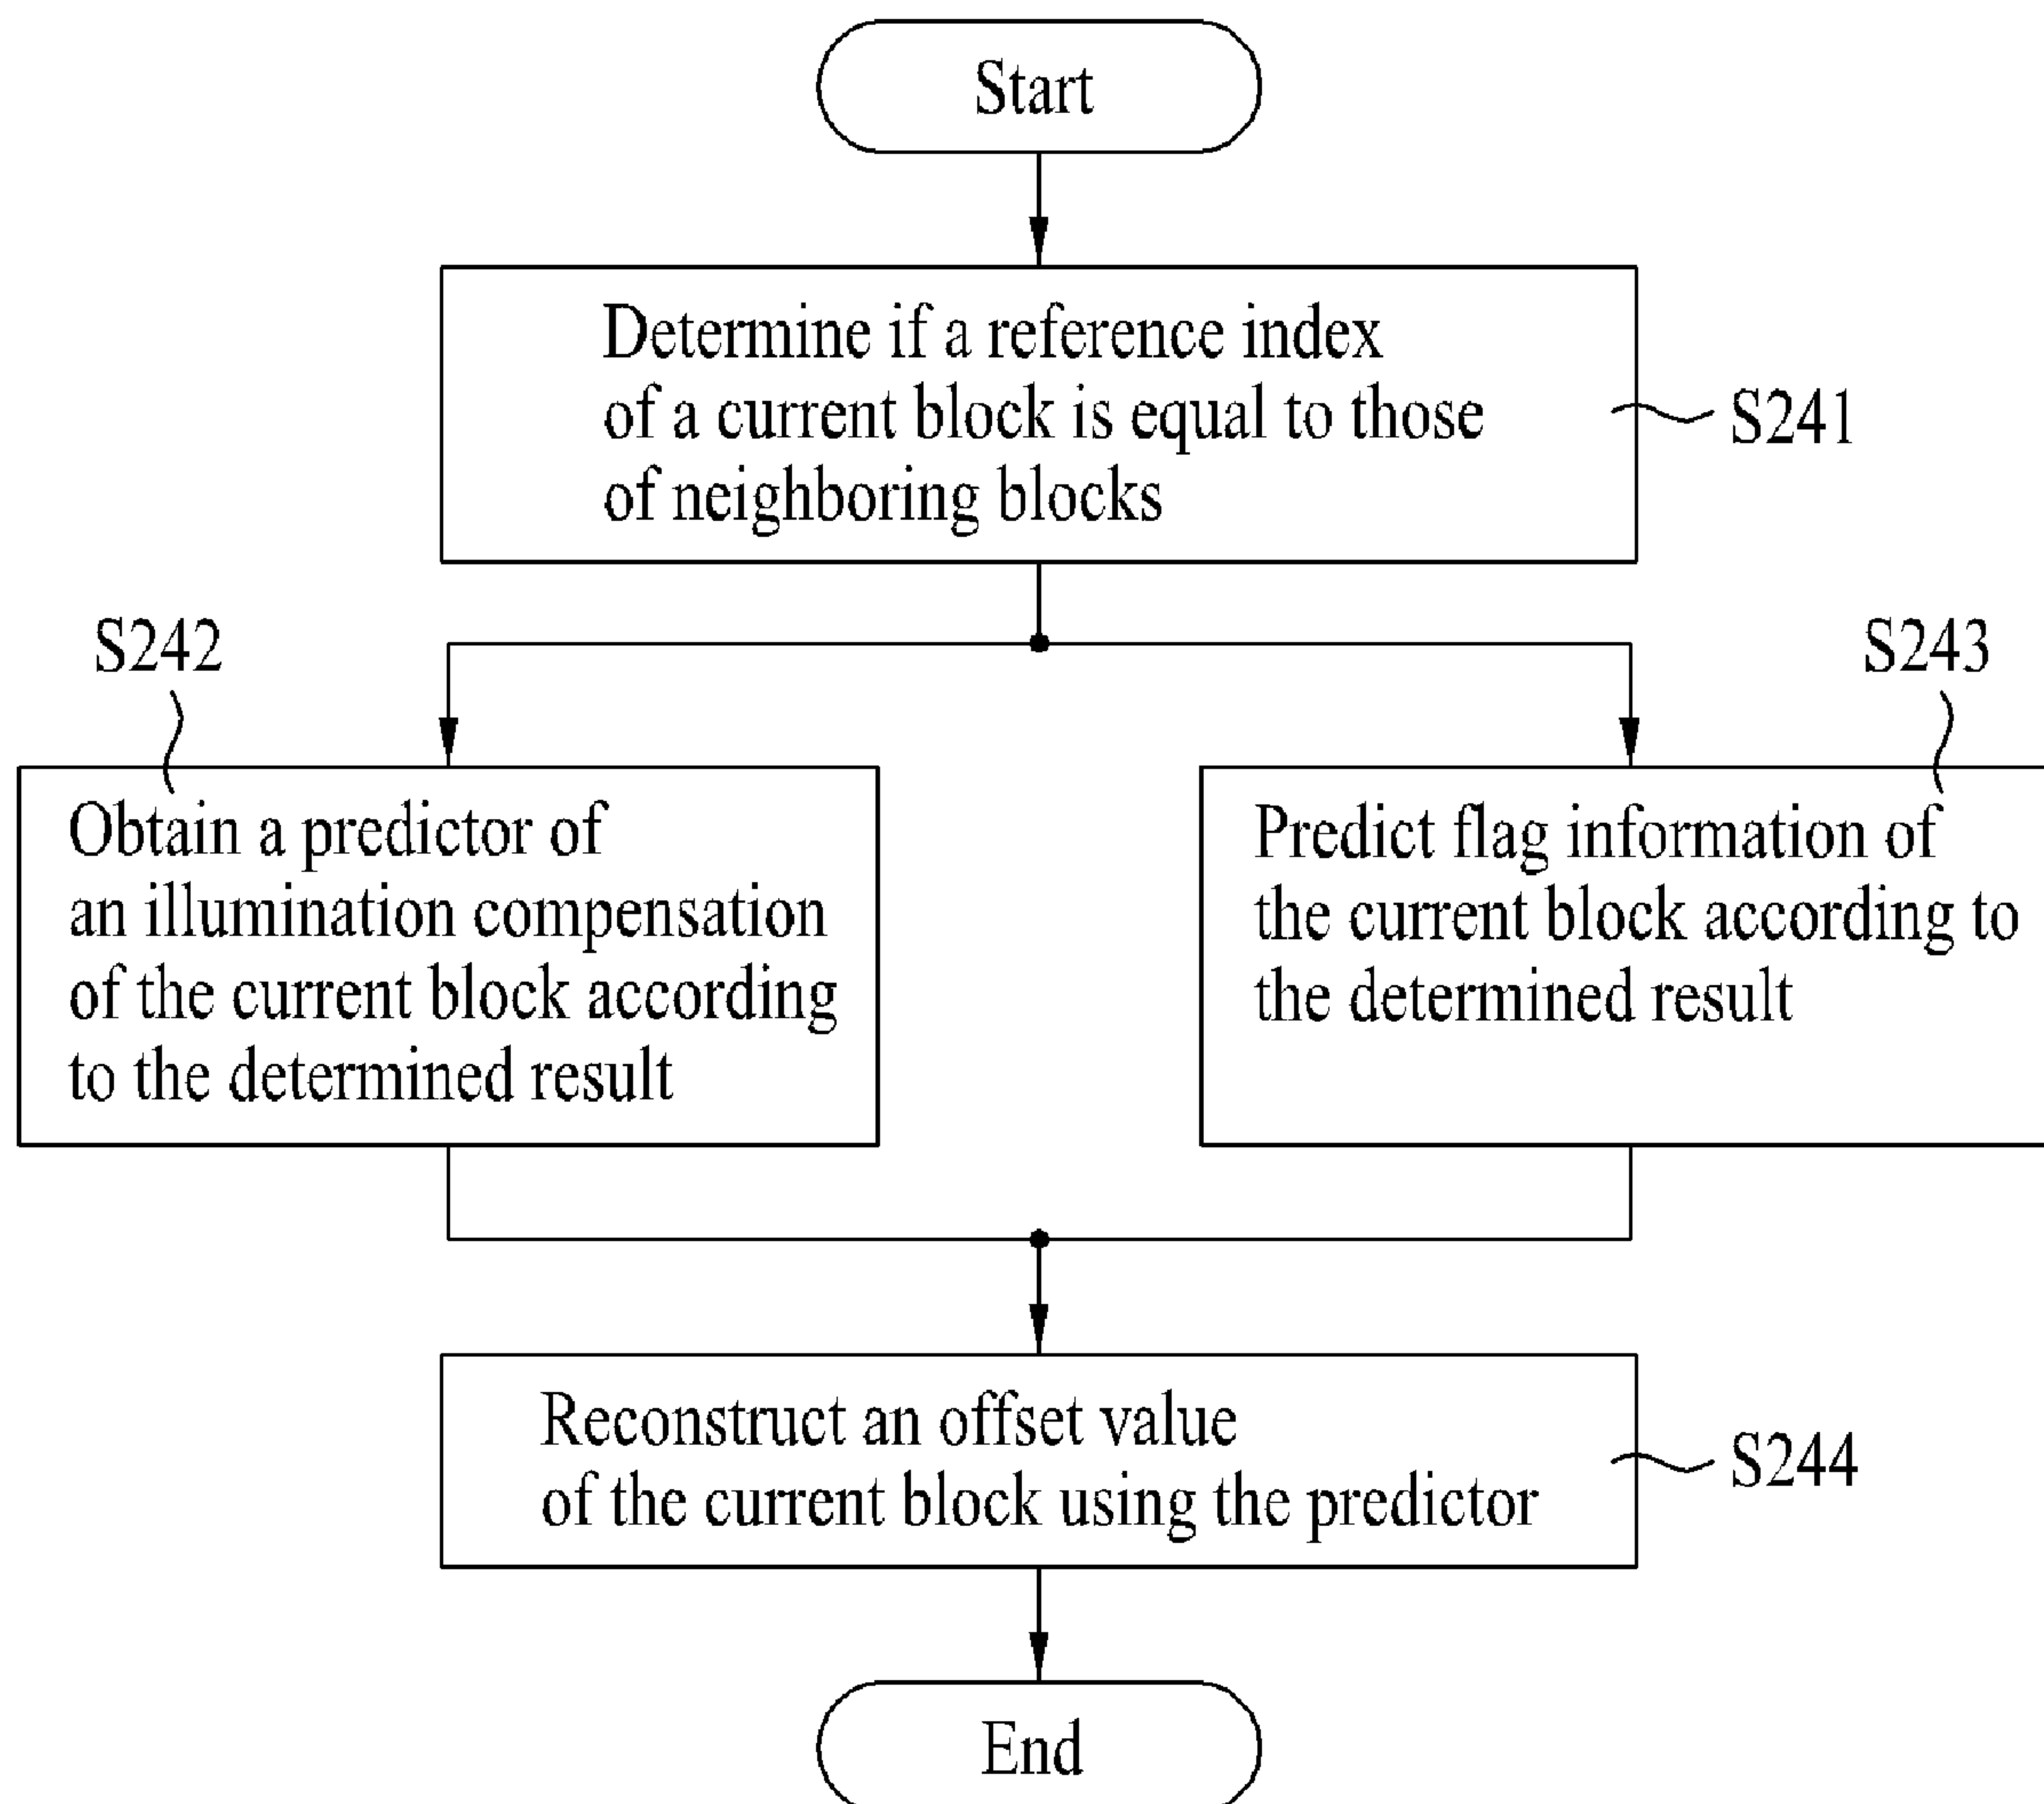 Start
Determine if a reference index
of a current block is equal to those
of neighboring blocks
S241
S242
S243
Obtain a predictor of
an illumination compensation
of the current block according
to the determined result
Predict flag information of
the current block according to
the determined result
Reconstruct an offset value
of the current block using the predictor
S244
End